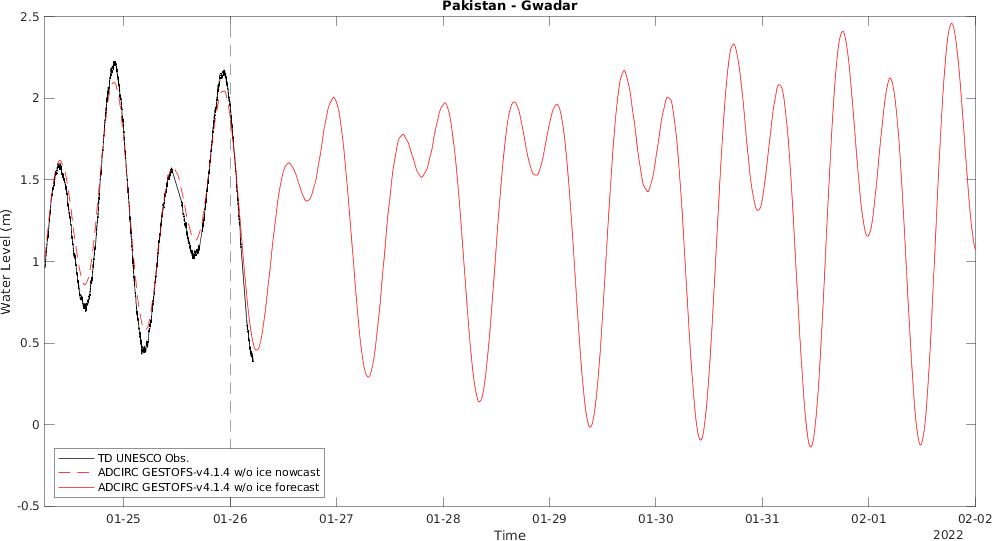 Pakistan - Gwadar
2.5
2
1.5
1
0.5
0
-0.5
Water Level (m)
TD UNESCO Obs.
ADCIRC GESTOFS-v4.1.4 w/o ice nowcast
ADCIRC GESTOFS-v4.1.4 w/o ice forecast
01-25 01-26 01-27 01-28 01-29 01-30 01-31 02-01 02-02
Time
2022